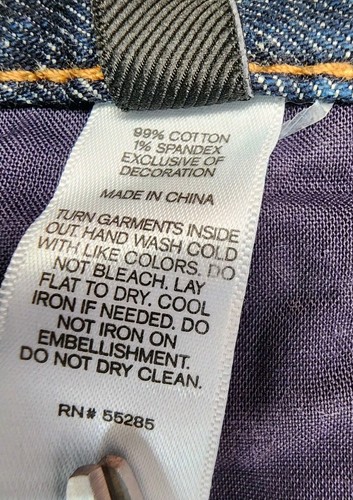 99% COTTON
1% SPANDEX
EXCLUSIVE OF
DECORATION
MADE IN CHINA
TURN GARMENTS INSIDE
OUT. HAND WASH COLD
WITH LIKE COLORS. DO
NOT BLEACH. LAY
FLAT TO DRY. COOL
IRON IF NEEDED. DO
NOT IRON ON
EMBELLISHMENT.
DO NOT DRY CLEAN.
RN# 55285